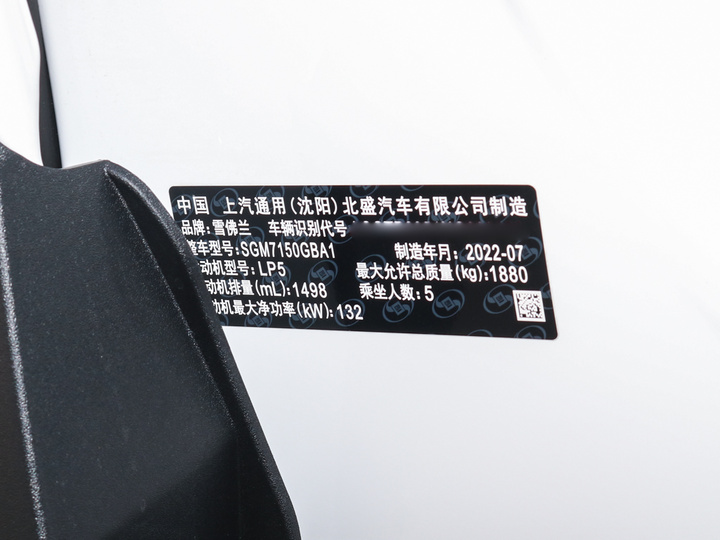 中国 上汽通用(沈阳)北盛汽车有限公司制造
品牌:雪佛兰 车辆识别代号
整车型号:SGM7150GBA1 制造年月: 2022-07
动机型号: LP5 最大允许总质量(kg):1880
动机排量(mL): 1498 乘坐人数: 5
机最大净功率(kW): 132